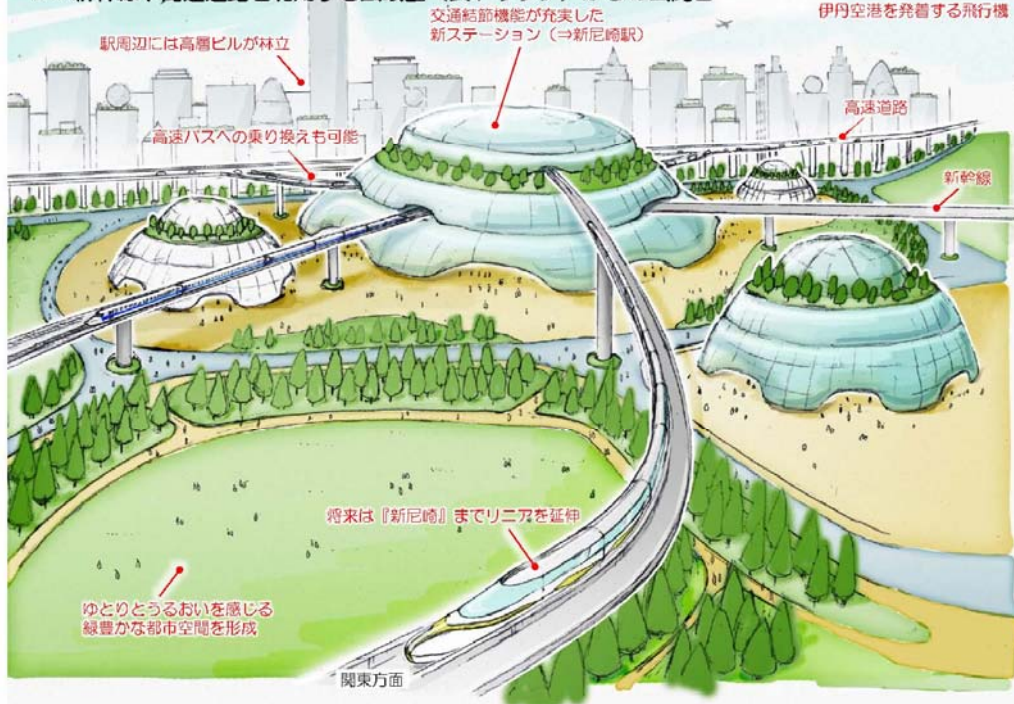 交通結節機能が充実した
新ステーション（⇒新尼崎駅）
伊丹空港を発着する飛行機
駅周辺には高層ビルが林立
高速道路
高速バスへの乗り換えも可能
新幹線
将来は『新尼崎』までリニアを延伸
ゆとりとうるおいを感じる
緑豊かな都市空間を形成
関東方面